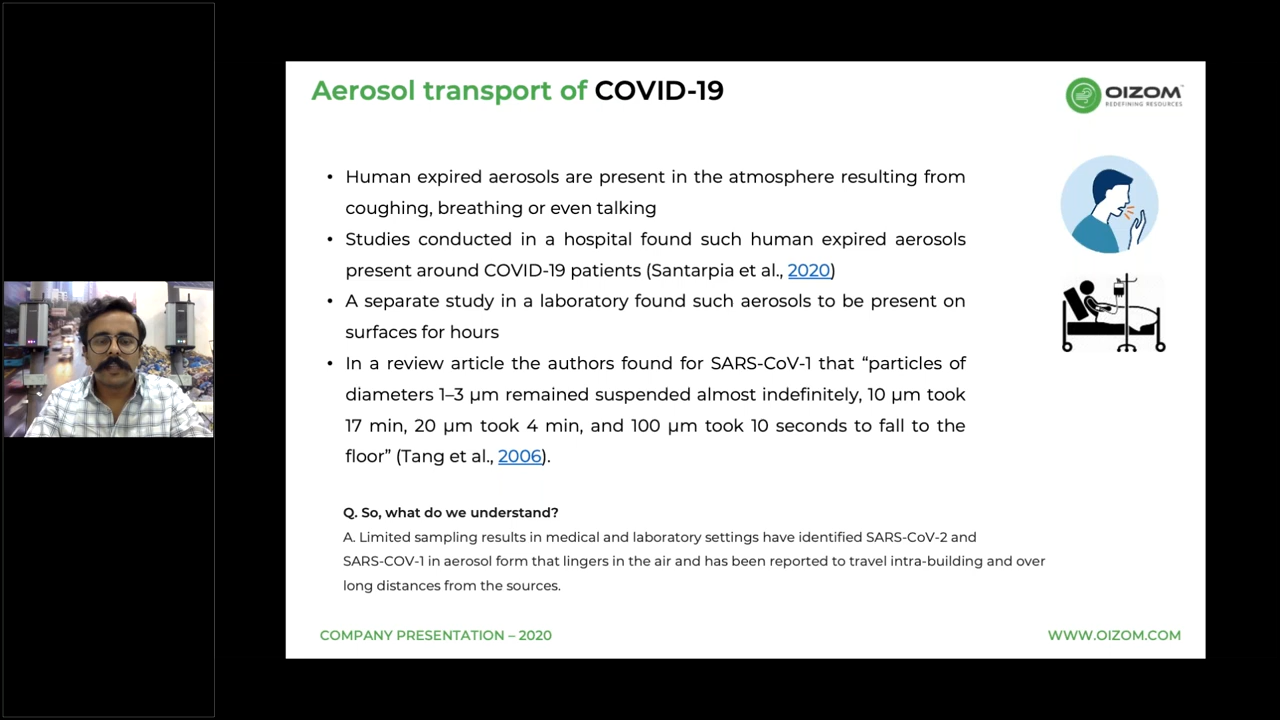 Aerosol transport of COVID-19
OIZOM™
REDEFINING RESOURCES
• Human expired aerosols are present in the atmosphere resulting from
coughing, breathing or even talking
• Studies conducted in a hospital found such human expired aerosols
present around COVID-19 patients (Santarpia et al., 2020)
• A separate study in a laboratory found such aerosols to be present on
surfaces for hours
• In a review article the authors found for SARS-CoV-1 that “particles of
diameters 1–3 µm remained suspended almost indefinitely, 10 µm took
17 min, 20 µm took 4 min, and 100 µm took 10 seconds to fall to the
floor” (Tang et al., 2006).
Q. So, what do we understand?
A. Limited sampling results in medical and laboratory settings have identified SARS-CoV-2 and
SARS-COV-1 in aerosol form that lingers in the air and has been reported to travel intra-building and over
long distances from the sources.
COMPANY PRESENTATION – 2020
WWW.OIZOM.COM